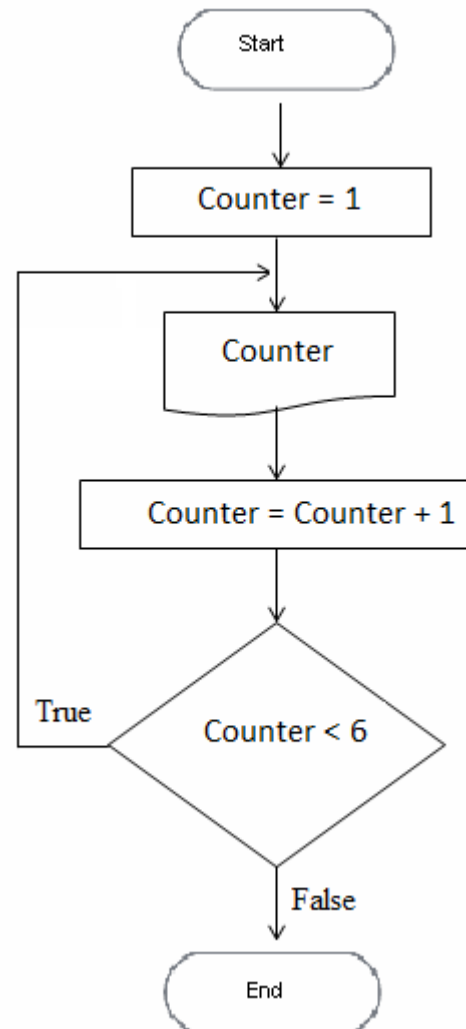 Start
Counter = 1
Counter
Counter = Counter + 1
Counter < 6
True
False
End